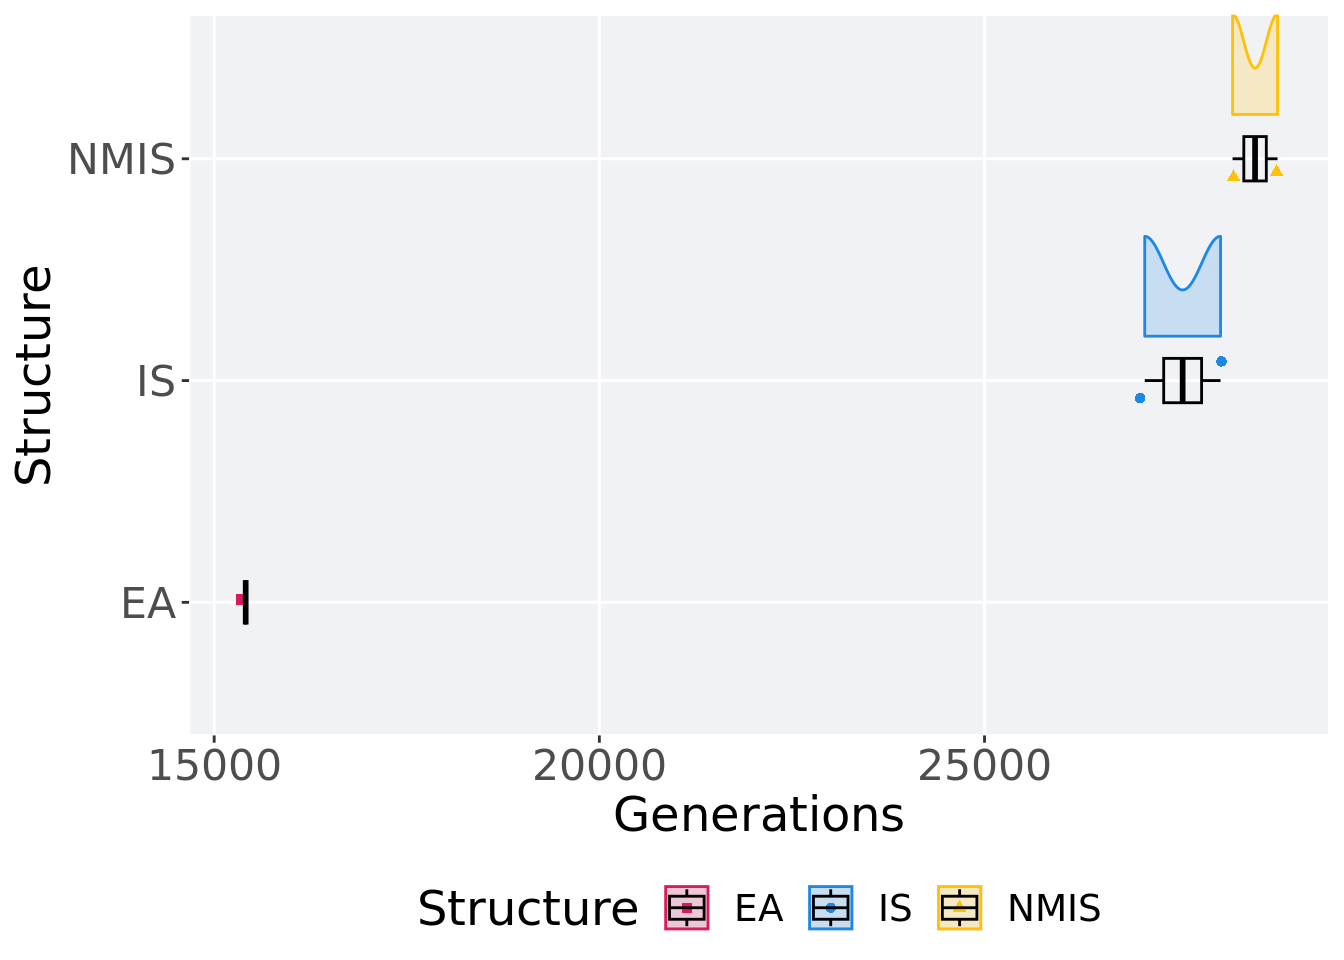 NMIS
IS
EA
Structure
15000 20000 25000
Generations
Structure EA IS NMIS